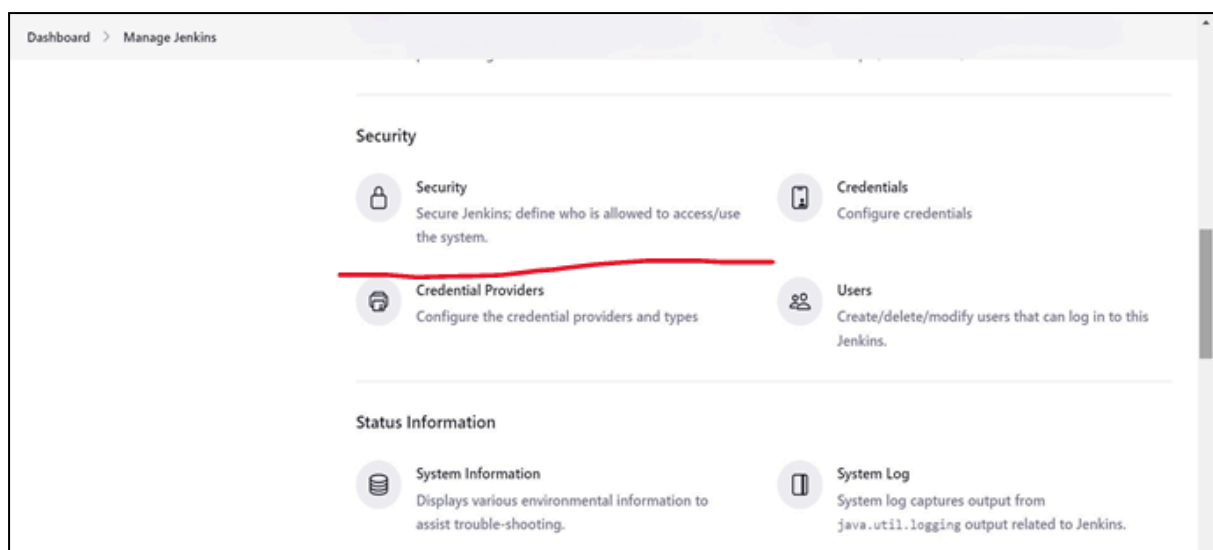 Dashboard > Manage Jenkins
Security
Security
Secure Jenkins; define who is allowed to access/use
the system.
Credentials
Configure credentials
Credential Providers
Configure the credential providers and types
Users
Create/delete/modify users that can log in to this
Jenkins.
Status Information
System Information
Displays various environmental information to
assist trouble-shooting.
System Log
System log captures output from
java.util.logging output related to Jenkins.